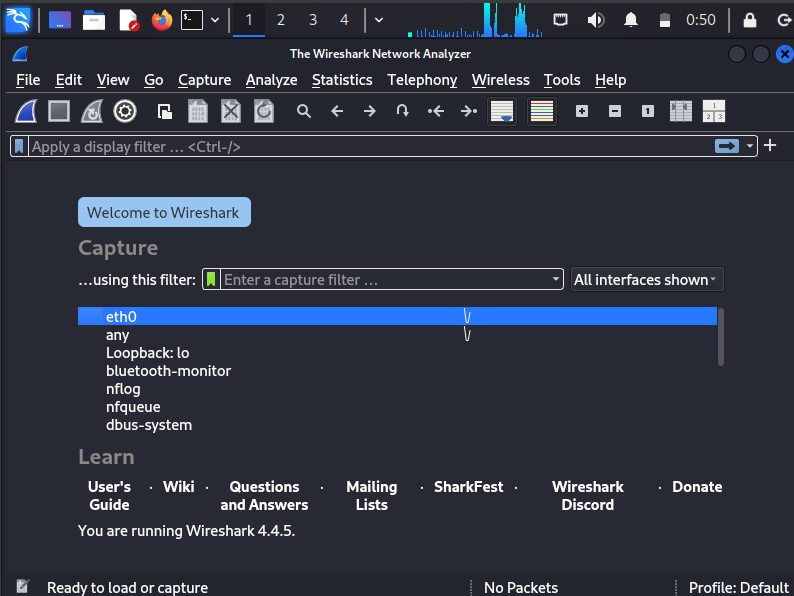 1 2 3 4 0:50
The Wireshark Network Analyzer
File Edit View Go Capture Analyze Statistics Telephony Wireless Tools Help
Apply a display filter … <Ctrl-/>
Welcome to Wireshark
Capture
…using this filter: Enter a capture filter … All interfaces shown
eth0
any
Loopback: lo
bluetooth-monitor
nflog
nfqueue
dbus-system
Learn
User's Guide · Wiki · Questions and Answers · Mailing Lists · SharkFest · Wireshark Discord · Donate
You are running Wireshark 4.4.5.
Ready to load or capture No Packets Profile: Default